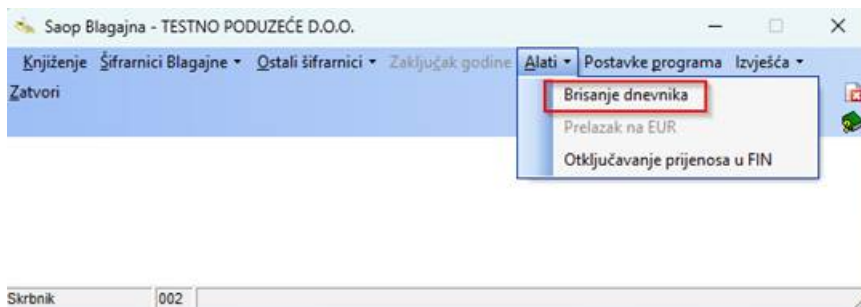 Saop Blagajna - TESTNO PODUZEĆE D.O.O.
Knjiženje Šifrarnici Blagajne Ostali šifrarnici Zaključak godine Alati Postavke programa Izvješća
Zatvori
Brisanje dnevnika
Prelazak na EUR
Otključavanje prijenosa u FIN
Skrbnik 002